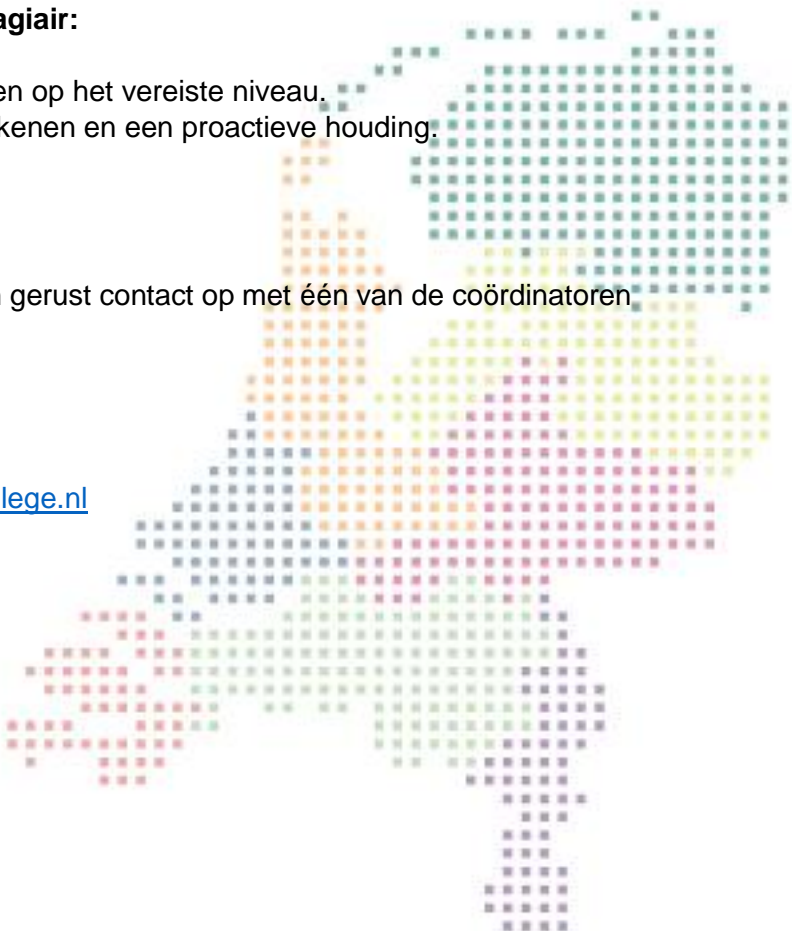 agiair:
en op het vereiste niveau.
kenen en een proactieve houding.
gerust contact op met één van de coördinatoren
lege.nl